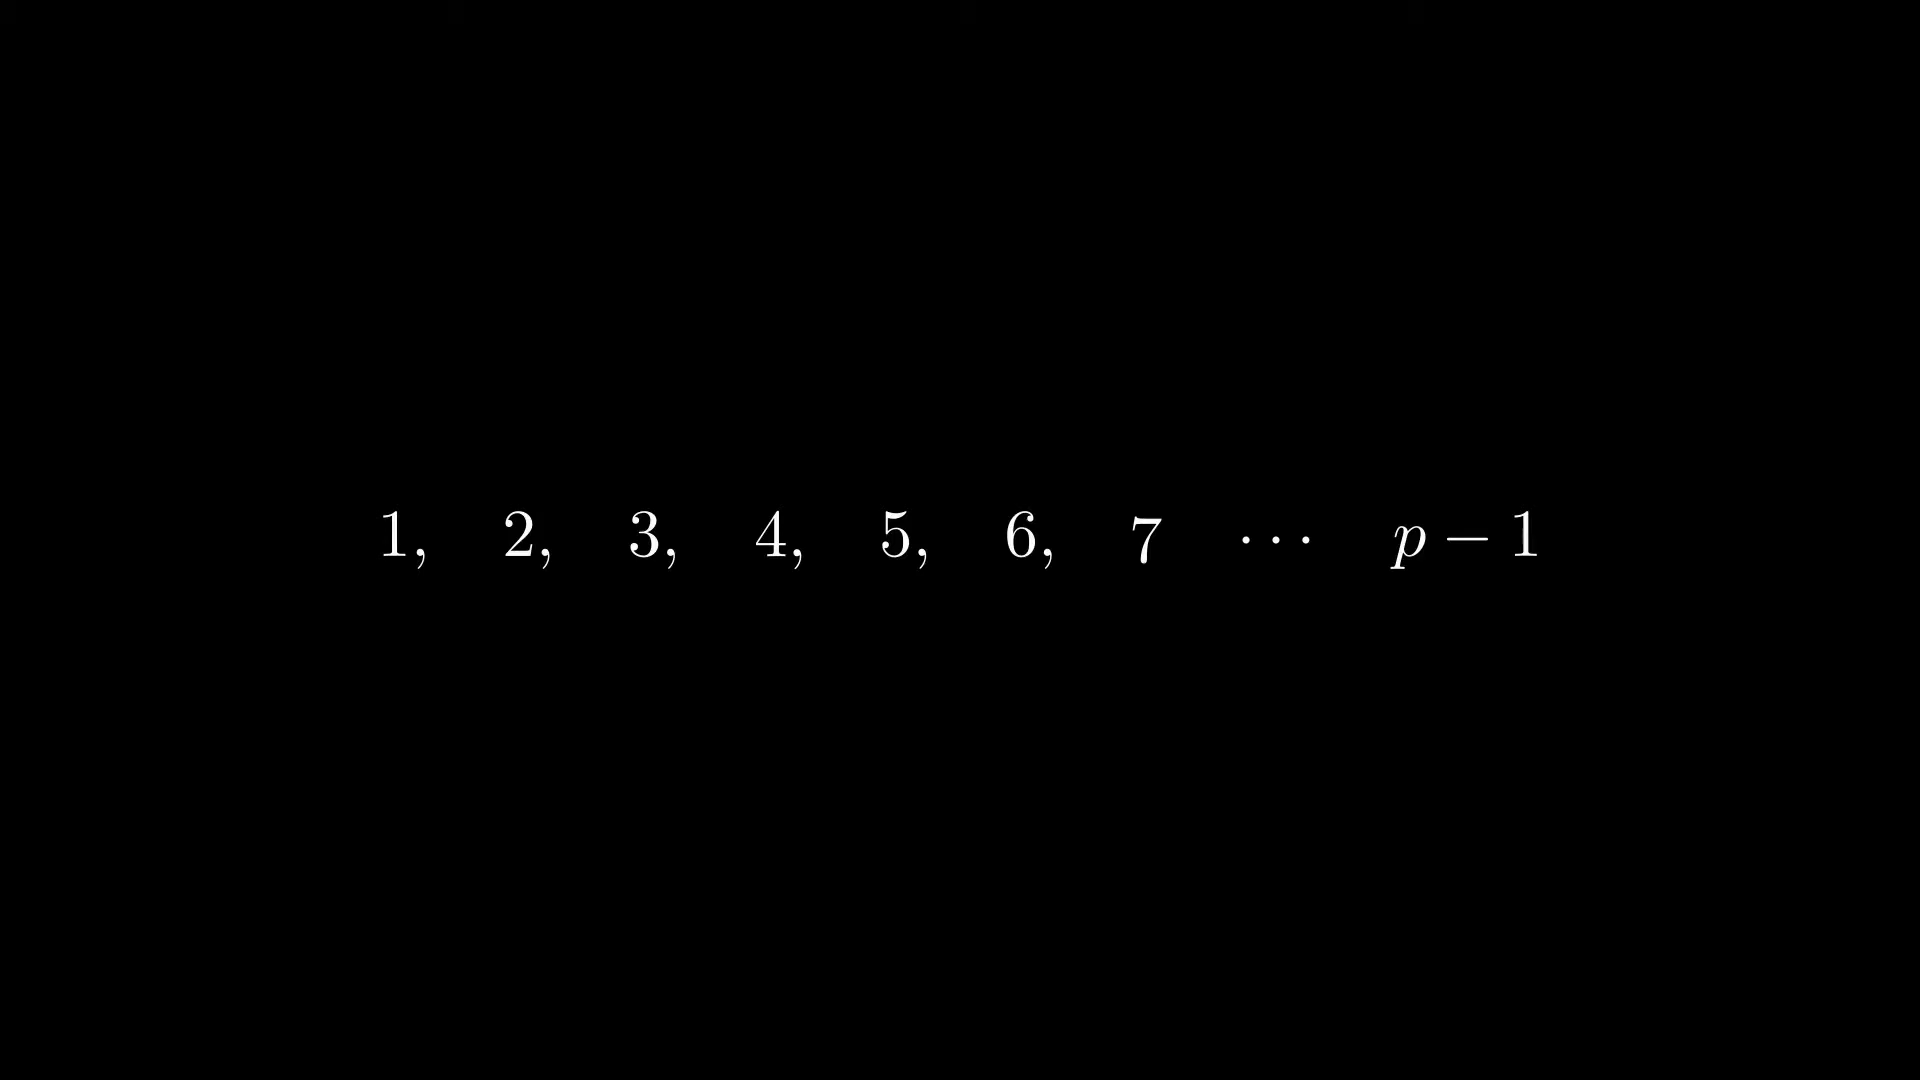 1, 2, 3, 4, 5, 6, 7 ⋯ p − 1